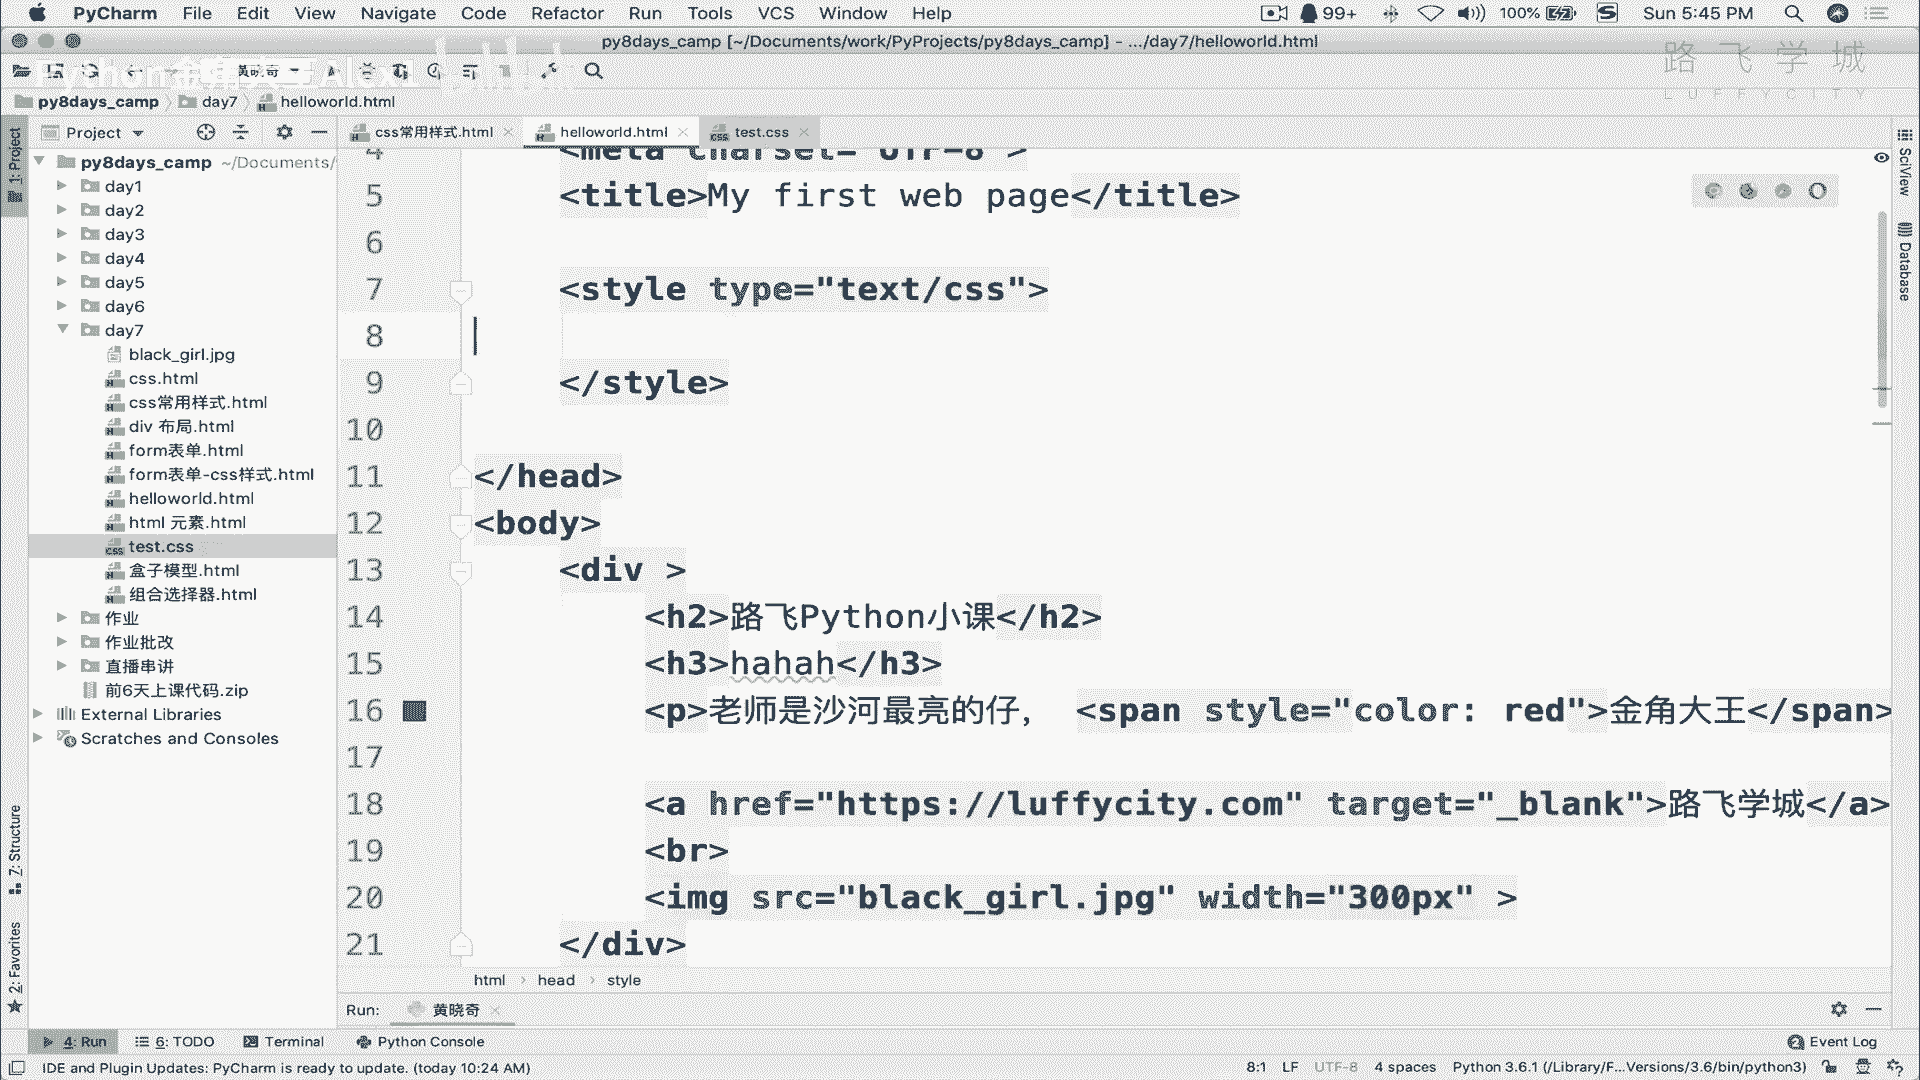 PyCharm File Edit View Navigate Code Refactor Run Tools VCS Window Help 99+ 100% Sun 5:45 PM
py8days_camp [~/Documents/work/PyProjects/py8days_camp] - .../day7/helloworld.html
路飞学城
LUFFYCITY
黄晓奇
py8days_camp day7 helloworld.html
Project
css常用样式.html
helloworld.html
test.css
1: Project
py8days_camp ~/Documents/
day1
day2
day3
day4
day5
day6
day7
black_girl.jpg
css.html
css常用样式.html
div 布局.html
form表单.html
form表单-css样式.html
helloworld.html
html 元素.html
test.css
盒子模型.html
组合选择器.html
作业
作业批改
直播串讲
前6天上课代码.zip
External Libraries
Scratches and Consoles
7: Structure
2: Favorites
4 <meta charset="UTF-8">
5 <title>My first web page</title>
6
7 <style type="text/css">
8
9 </style>
10
11 </head>
12 <body>
13 <div >
14 <h2>路飞Python小课</h2>
15 <h3>hahah</h3>
16 <p>老师是沙河最亮的仔, <span style="color: red">金角大王</span>
17
18 <a href="https://luffycity.com" target="_blank">路飞学城</a>
19 <br>
20 <img src="black_girl.jpg" width="300px" >
21 </div>
SciView
Database
html head style
Run: 黄晓奇
4: Run 6: TODO Terminal Python Console Event Log
IDE and Plugin Updates: PyCharm is ready to update. (today 10:24 AM) 8:1 LF UTF-8 4 spaces Python 3.6.1 (/Library/F...Versions/3.6/bin/python3)